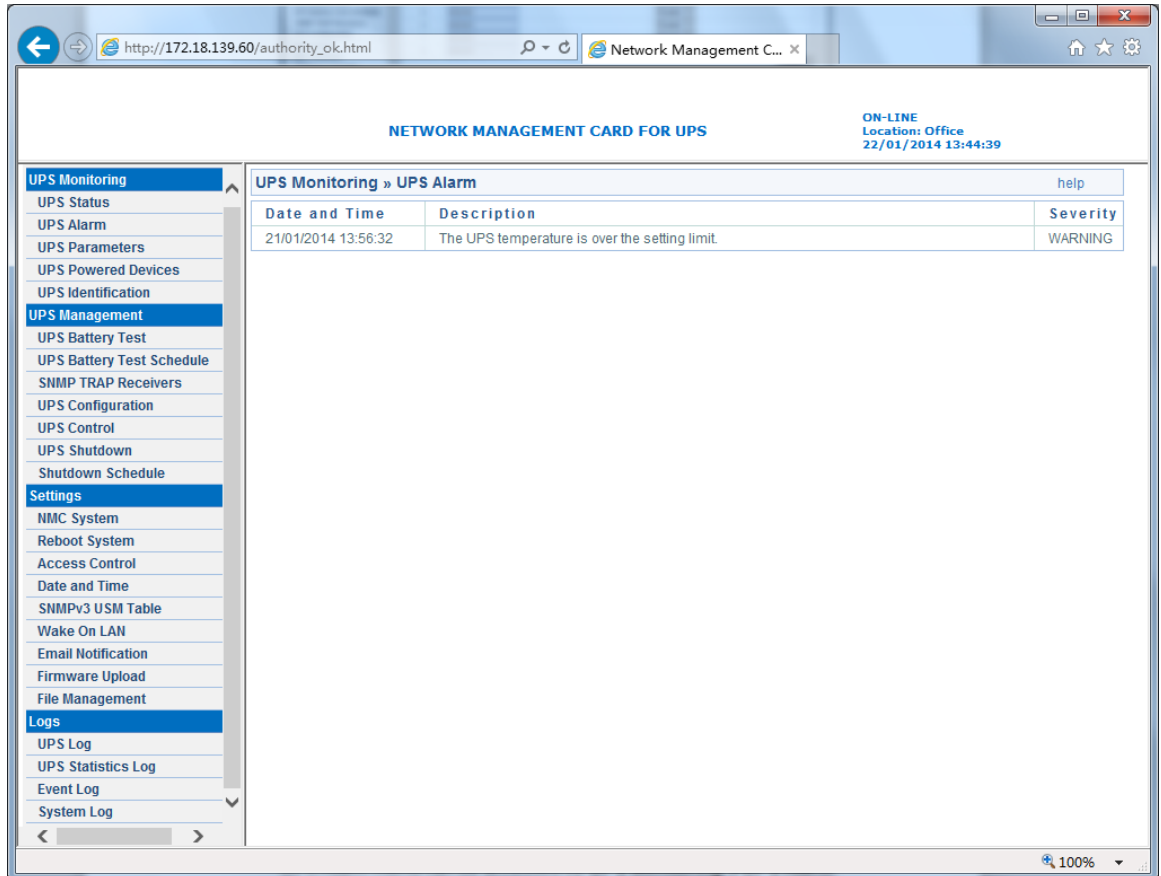 http://172.18.139.60/authority_ok.html
Network Management C...
NETWORK MANAGEMENT CARD FOR UPS
ON-LINE
Location: Office
22/01/2014 13:44:39
UPS Monitoring
UPS Status
UPS Alarm
UPS Parameters
UPS Powered Devices
UPS Identification
UPS Management
UPS Battery Test
UPS Battery Test Schedule
SNMP TRAP Receivers
UPS Configuration
UPS Control
UPS Shutdown
Shutdown Schedule
Settings
NMC System
Reboot System
Access Control
Date and Time
SNMPv3 USM Table
Wake On LAN
Email Notification
Firmware Upload
File Management
Logs
UPS Log
UPS Statistics Log
Event Log
System Log
UPS Monitoring » UPS Alarm help
Date and Time Description Severity
21/01/2014 13:56:32 The UPS temperature is over the setting limit. WARNING
100%